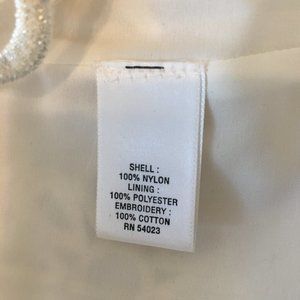 SHELL :
100% NYLON
LINING :
100% POLYESTER
EMBROIDERY :
100% COTTON
RN 54023